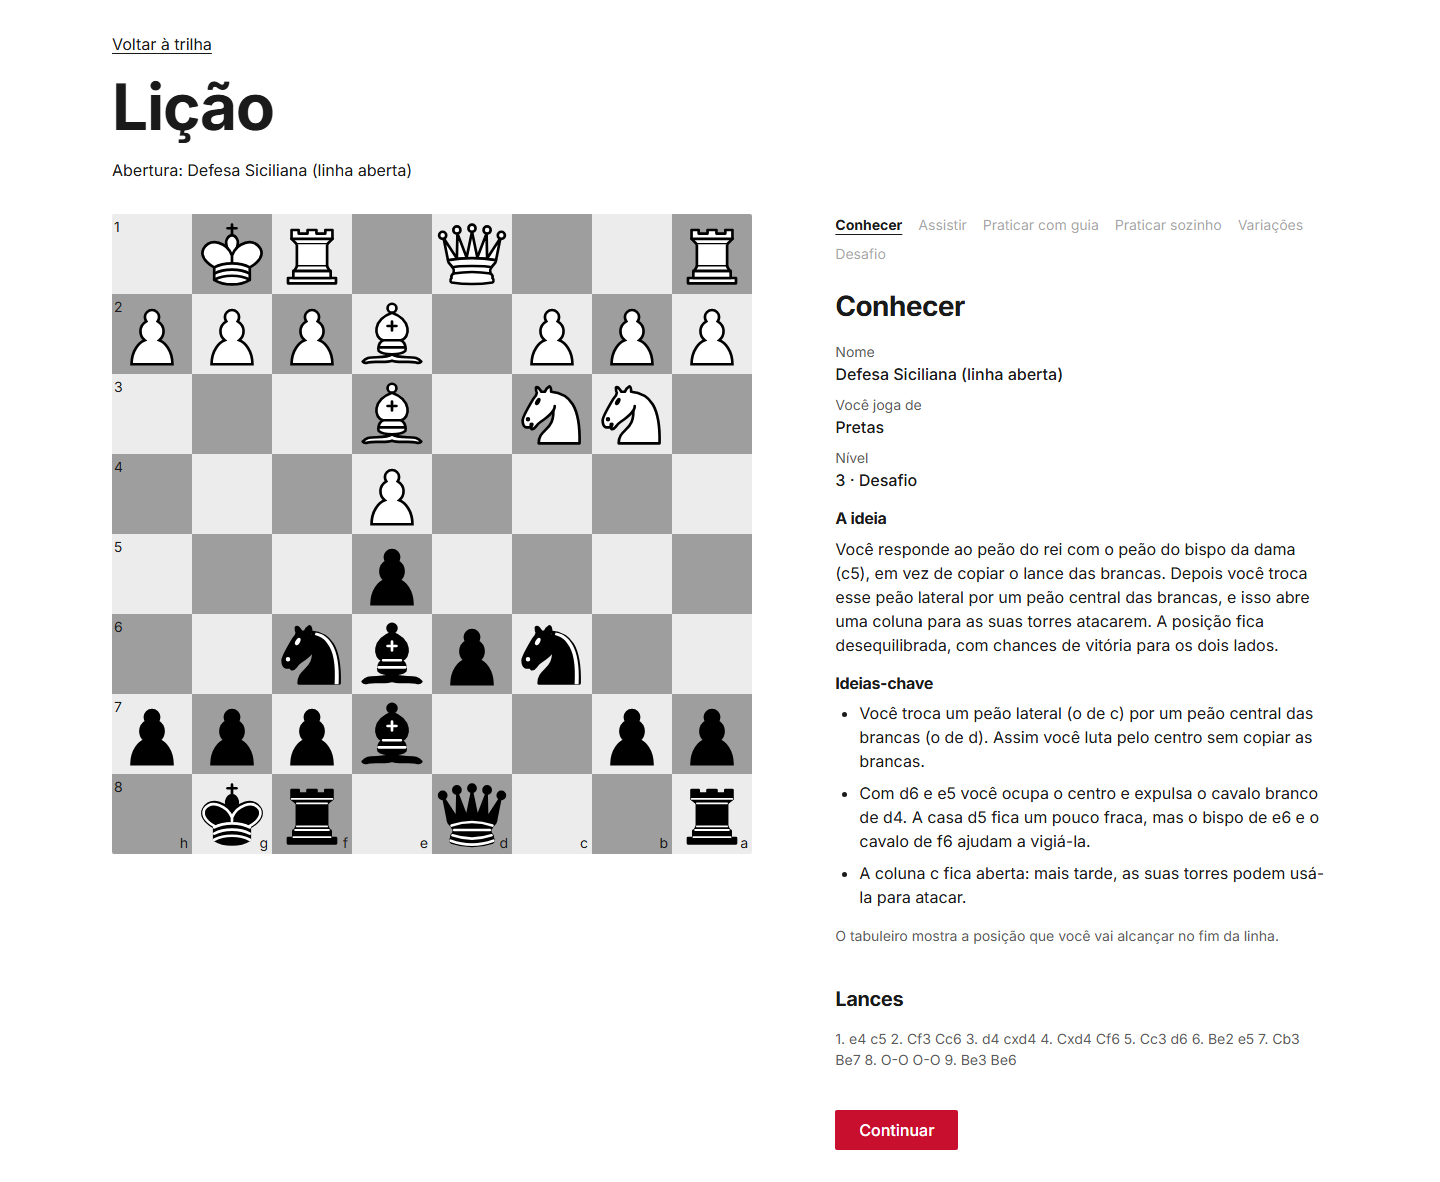 Voltar à trilha
Lição
Abertura: Defesa Siciliana (linha aberta)
1
2
3
4
5
6
7
8
h g f e d c b a
Conhecer Assistir Praticar com guia Praticar sozinho Variações
Desafio
Conhecer
Nome
Defesa Siciliana (linha aberta)
Você joga de
Pretas
Nível
3 · Desafio
A ideia
Você responde ao peão do rei com o peão do bispo da dama
(c5), em vez de copiar o lance das brancas. Depois você troca
esse peão lateral por um peão central das brancas, e isso abre
uma coluna para as suas torres atacarem. A posição fica
desequilibrada, com chances de vitória para os dois lados.
Ideias-chave
• Você troca um peão lateral (o de c) por um peão central das
brancas (o de d). Assim você luta pelo centro sem copiar as
brancas.
• Com d6 e e5 você ocupa o centro e expulsa o cavalo branco
de d4. A casa d5 fica um pouco fraca, mas o bispo de e6 e o
cavalo de f6 ajudam a vigiá-la.
• A coluna c fica aberta: mais tarde, as suas torres podem usá-
la para atacar.
O tabuleiro mostra a posição que você vai alcançar no fim da linha.
Lances
1. e4 c5 2. Cf3 Cc6 3. d4 cxd4 4. Cxd4 Cf6 5. Cc3 d6 6. Be2 e5 7. Cb3
Be7 8. O-O O-O 9. Be3 Be6
Continuar